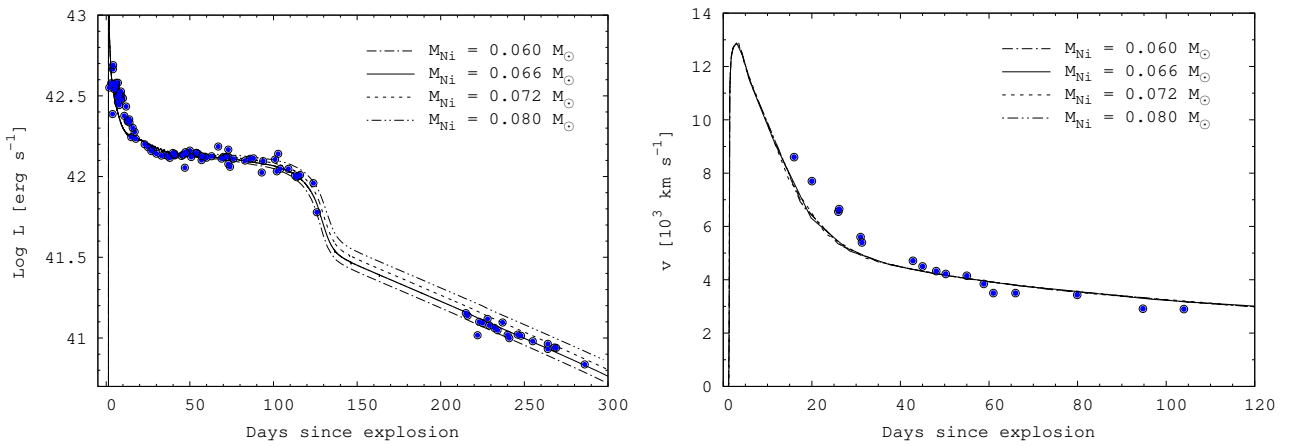 43
42.5
42
41.5
41
Log L [erg s⁻¹]
M_Ni = 0.060 M_☉
M_Ni = 0.066 M_☉
M_Ni = 0.072 M_☉
M_Ni = 0.080 M_☉
0 50 100 150 200 250 300
Days since explosion
14
12
10
8
6
4
2
0
v [10³ km s⁻¹]
M_Ni = 0.060 M_☉
M_Ni = 0.066 M_☉
M_Ni = 0.072 M_☉
M_Ni = 0.080 M_☉
0 20 40 60 80 100 120
Days since explosion